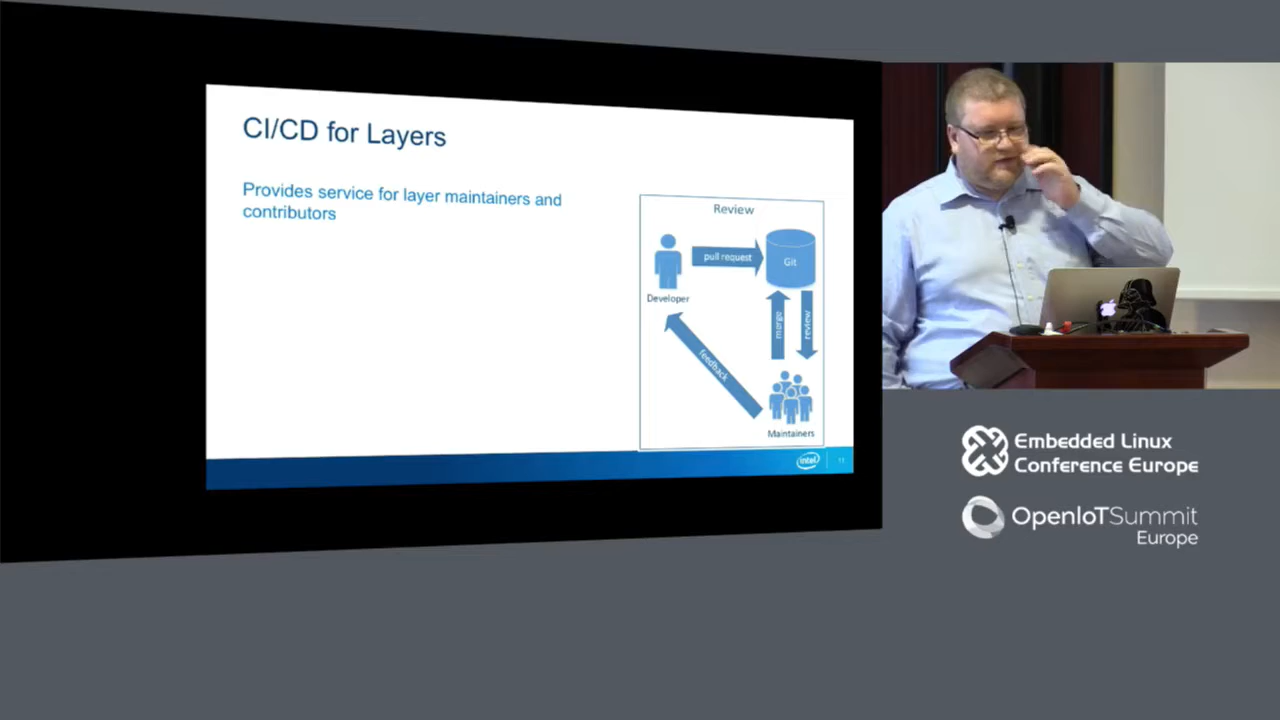 CI/CD for Layers
Provides service for layer maintainers and
contributors
Review
pull request
Git
Developer
merge
review
feedback
Maintainers
intel
11
Embedded Linux
Conference Europe
OpenIoTSummit
Europe